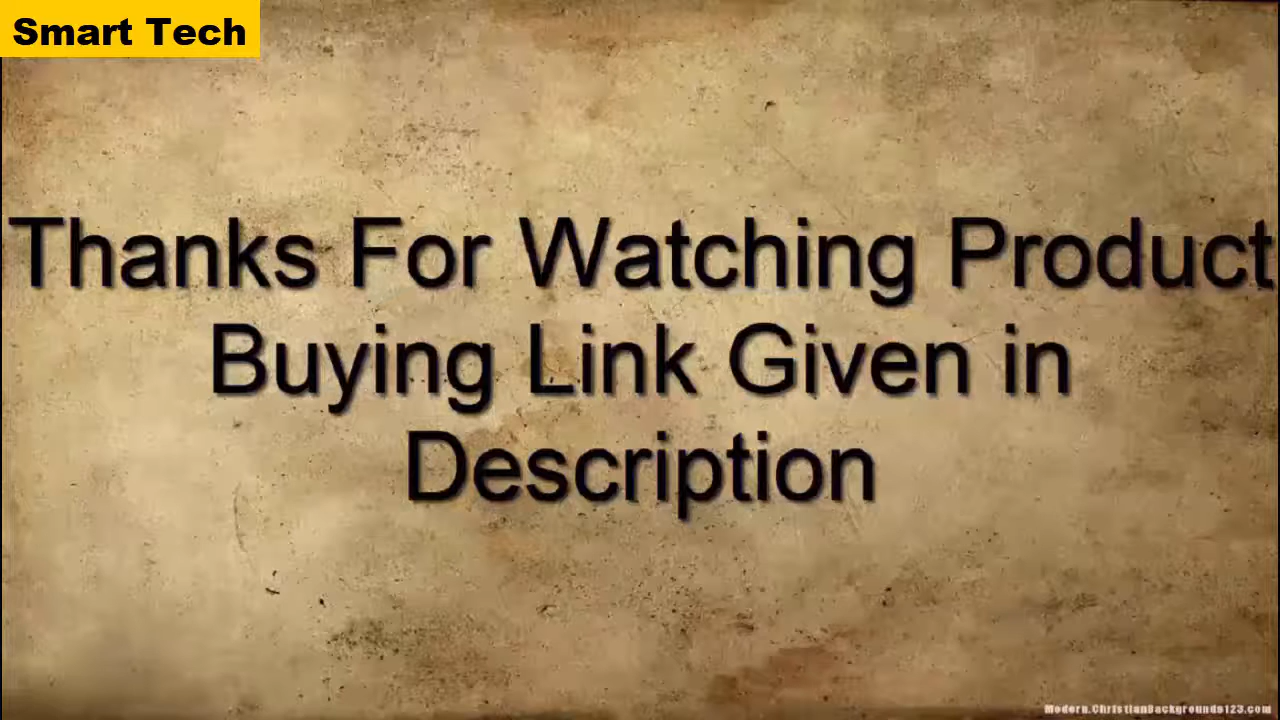 Smart Tech
Thanks For Watching Product
Buying Link Given in
Description
Modern.ChristianBackgrounds123.com